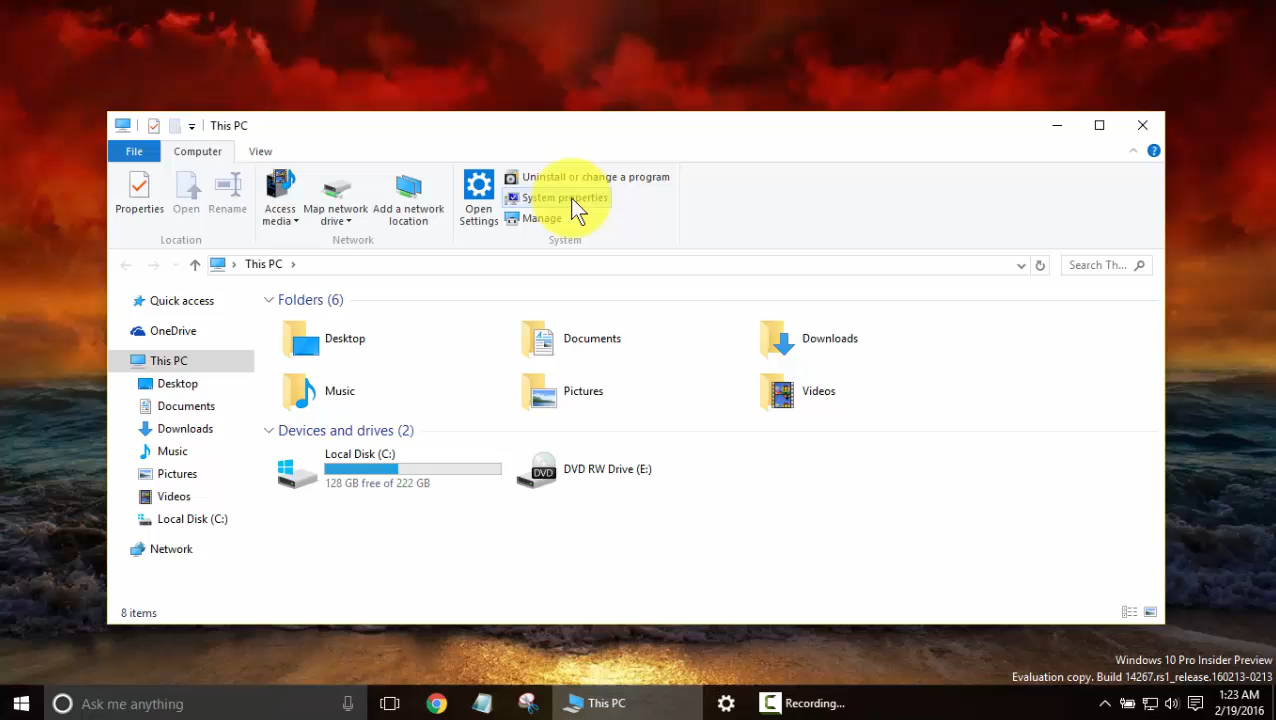 This PC
File Computer View
Properties Open Rename
Location
Access media
Map network drive
Add a network location
Network
Open Settings
Uninstall or change a program
System properties
Manage
System
This PC
Search Th...
Quick access
OneDrive
This PC
Desktop
Documents
Downloads
Music
Pictures
Videos
Local Disk (C:)
Network
Folders (6)
Desktop
Documents
Downloads
Music
Pictures
Videos
Devices and drives (2)
Local Disk (C:)
128 GB free of 222 GB
DVD
DVD RW Drive (E:)
8 items
Windows 10 Pro Insider Preview
Evaluation copy. Build 14267.rs1_release.160213-0213
Ask me anything
This PC
C
Recording...
1:23 AM
2/19/2016